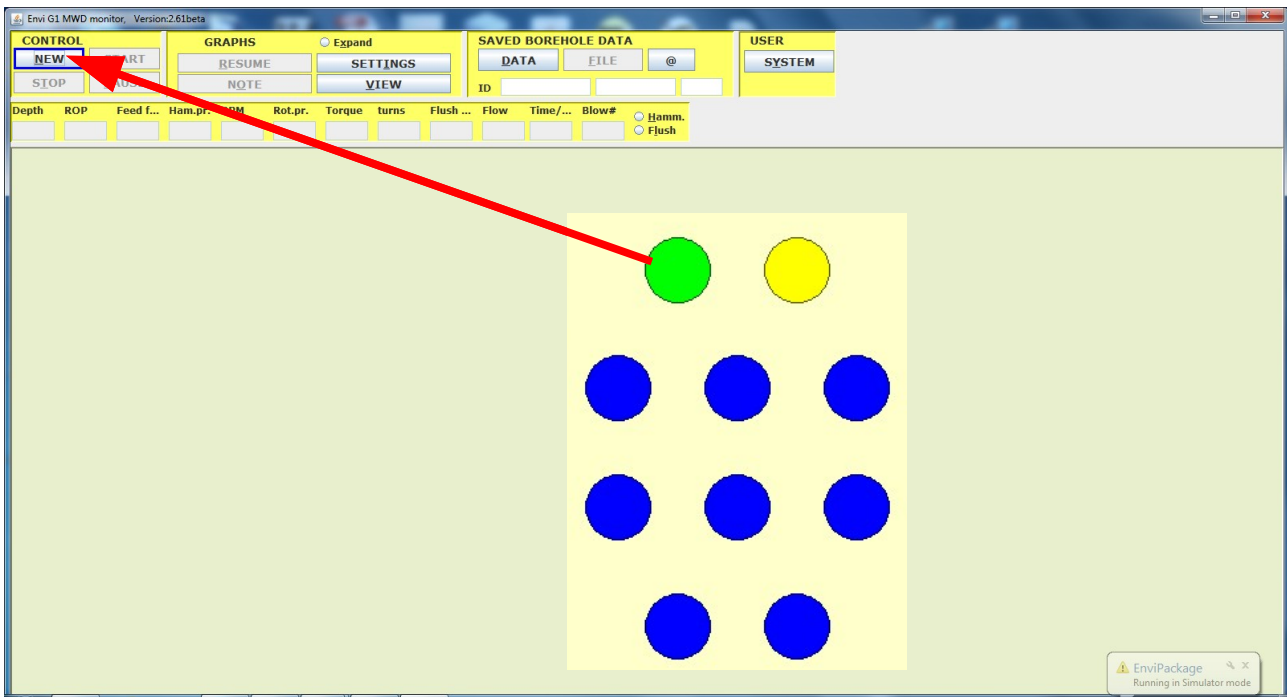 Envi G1 MWD monitor, Version:2.61beta
CONTROL
NEW
STOP
GRAPHS
Expand
RESUME
SETTINGS
NOTE
VIEW
SAVED BOREHOLE DATA
DATA
FILE
@
ID
USER
SYSTEM
Depth ROP Feed f... Ham.pr. Rot.pr. Torque turns Flush ... Flow Time/... Blow#
Hamm.
Flush
EnviPackage
Running in Simulator mode